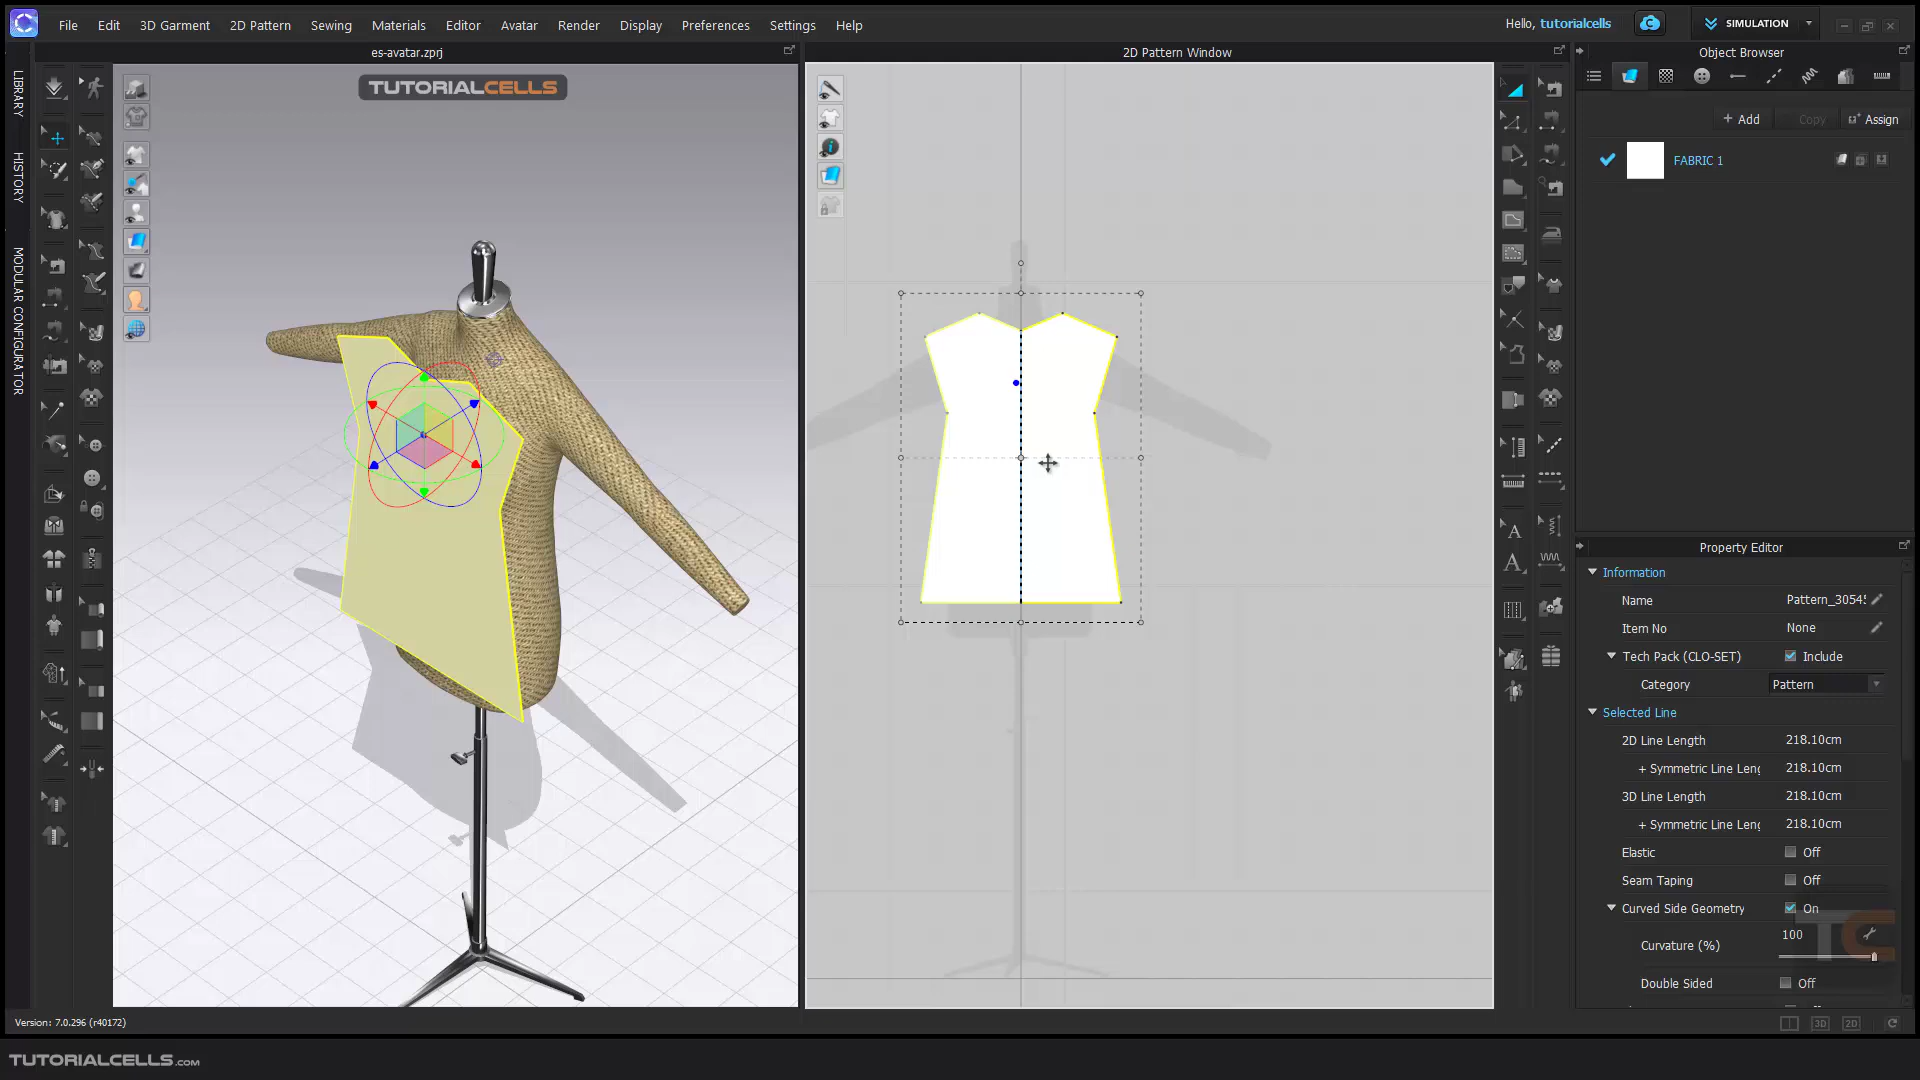 File Edit 3D Garment 2D Pattern Sewing Materials Editor Avatar Render Display Preferences Settings Help
Hello, tutorialcells
SIMULATION
es-avatar.zprj
2D Pattern Window
Object Browser
LIBRARY
HISTORY
MODULAR CONFIGURATOR
TUTORIALCELLS
+ Add
Copy
Assign
FABRIC 1
Property Editor
Information
Name Pattern_3054
Item No None
Tech Pack (CLO-SET) Include
Category Pattern
Selected Line
2D Line Length 218.10cm
+ Symmetric Line Leng 218.10cm
3D Line Length 218.10cm
+ Symmetric Line Leng 218.10cm
Elastic Off
Seam Taping Off
Curved Side Geometry On
Curvature (%) 100
Double Sided Off
TC
Version: 7.0.296 (r40172)
3D
2D
TUTORIALCELLS.com